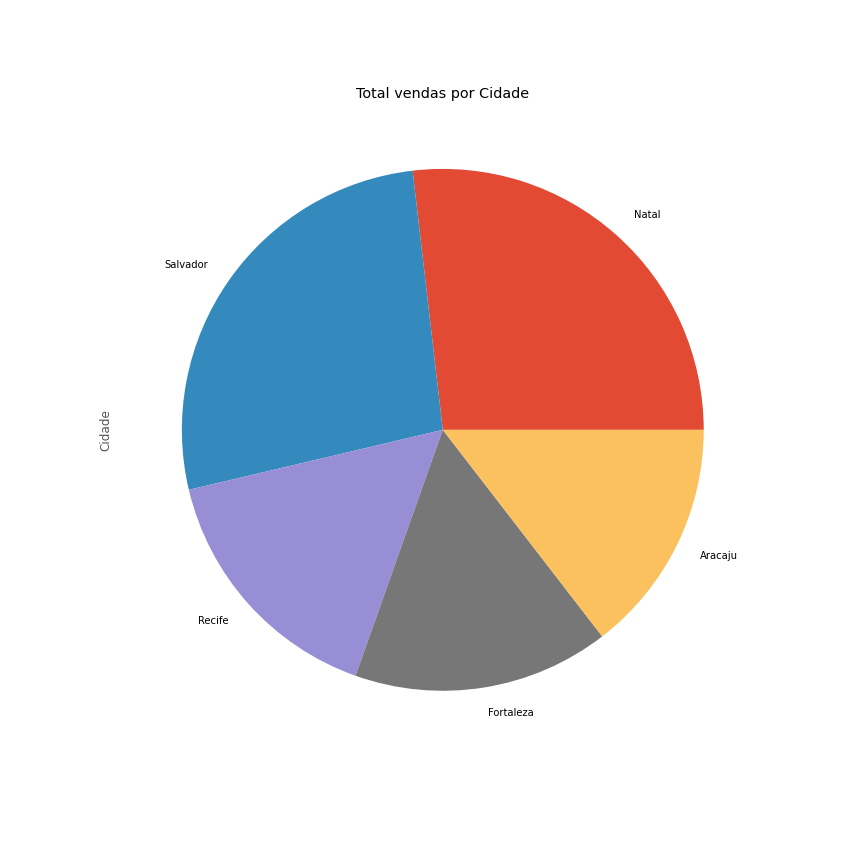 Total vendas por Cidade
Natal
Salvador
Cidade
Aracaju
Recife
Fortaleza